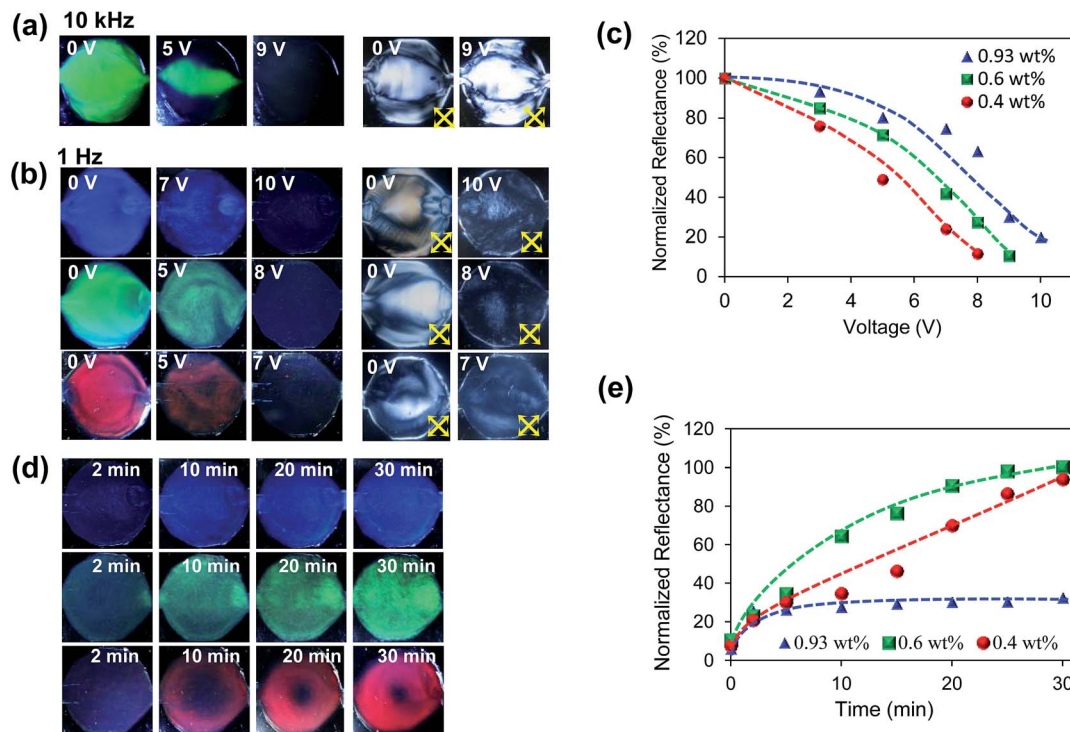 (a)
10 kHz
0 V 5 V 9 V 0 V 9 V
(b)
1 Hz
0 V 7 V 10 V 0 V 10 V
0 V 5 V 8 V 0 V 8 V
0 V 5 V 7 V 0 V 7 V
(c)
Normalized Reflectance (%)
120
100
80
60
40
20
0
0 2 4 6 8 10
Voltage (V)
0.93 wt%
0.6 wt%
0.4 wt%
(d)
2 min 10 min 20 min 30 min
2 min 10 min 20 min 30 min
2 min 10 min 20 min 30 min
(e)
Normalized Reflectance (%)
120
100
80
60
40
20
0
0.93 wt% 0.6 wt% 0.4 wt%
0 10 20 30
Time (min)